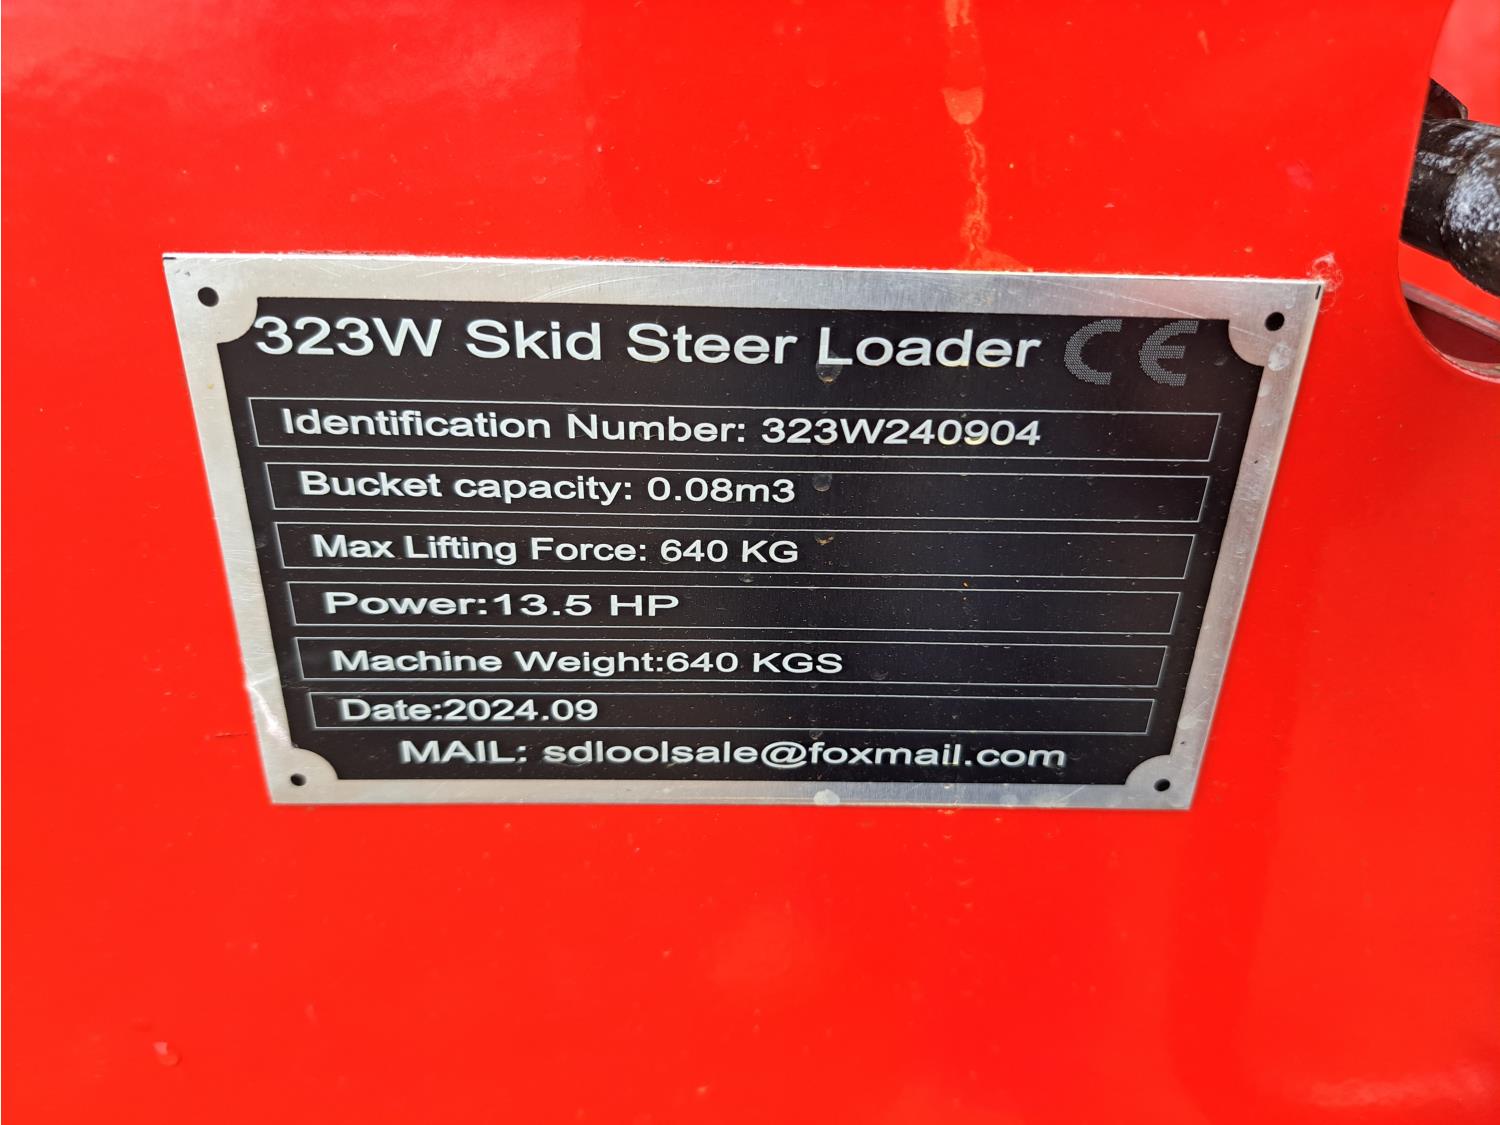 323W Skid Steer Loader CE
Identification Number: 323W240904
Bucket capacity: 0.08m3
Max Lifting Force: 640 KG
Power:13.5 HP
Machine Weight:640 KGS
Date:2024.09
MAIL: sdloolsale@foxmail.com